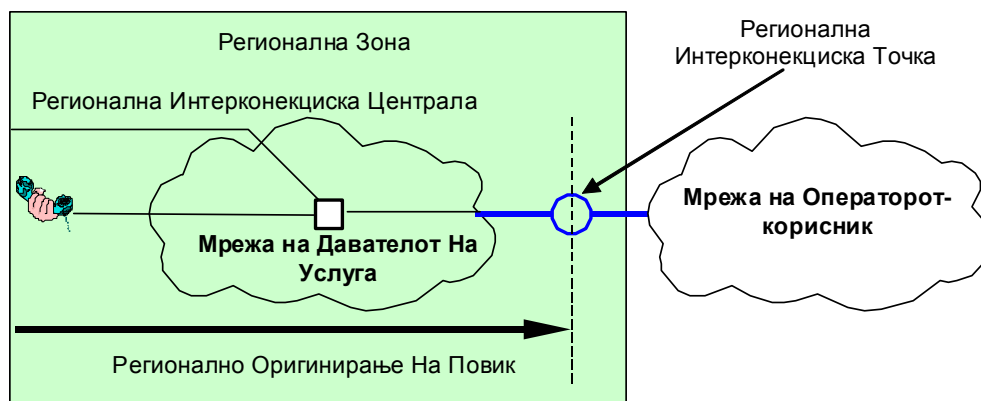 Регионална Зона
Регионална
Интерконекциска Точка
Регионална Интерконекциска Централа
Мрежа на Давателот На
Услуга
Мрежа на Операторот-
корисник
Регионално Оригинирање На Повик